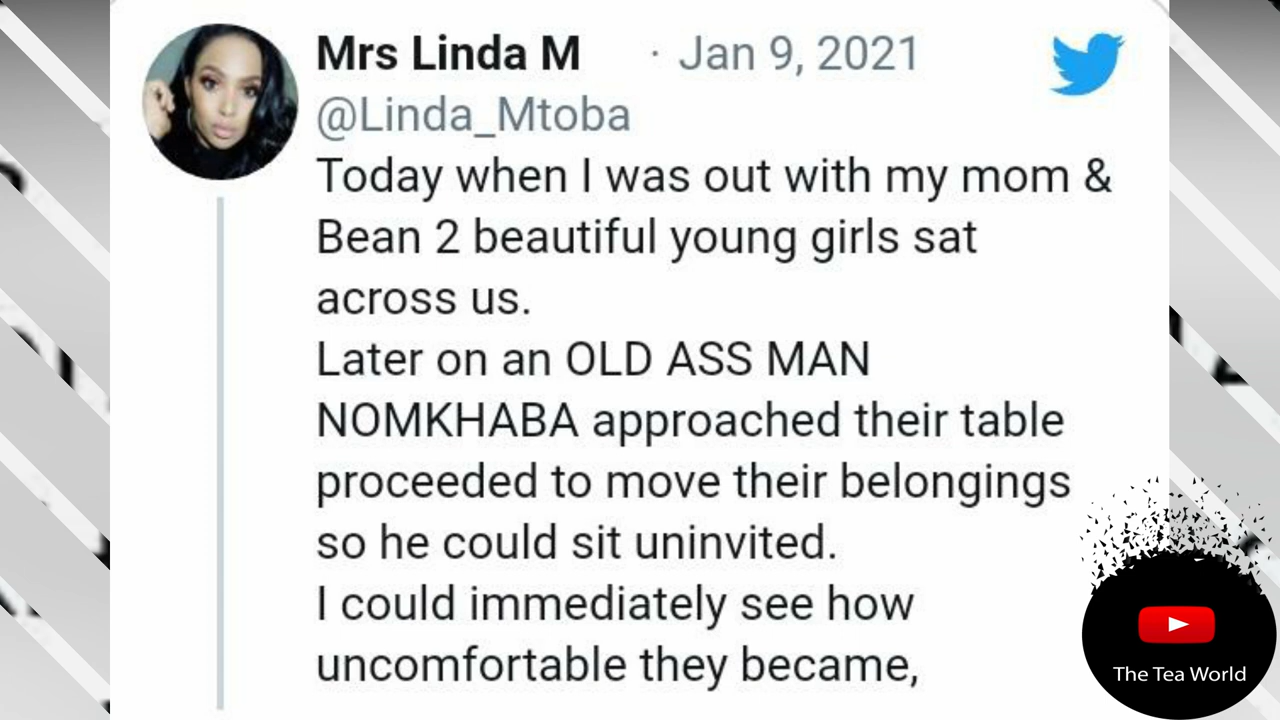 Mrs Linda M · Jan 9, 2021
@Linda_Mtoba
Today when I was out with my mom &
Bean 2 beautiful young girls sat
across us.
Later on an OLD ASS MAN
NOMKHABA approached their table
proceeded to move their belongings
so he could sit uninvited.
I could immediately see how
uncomfortable they became,
The Tea World